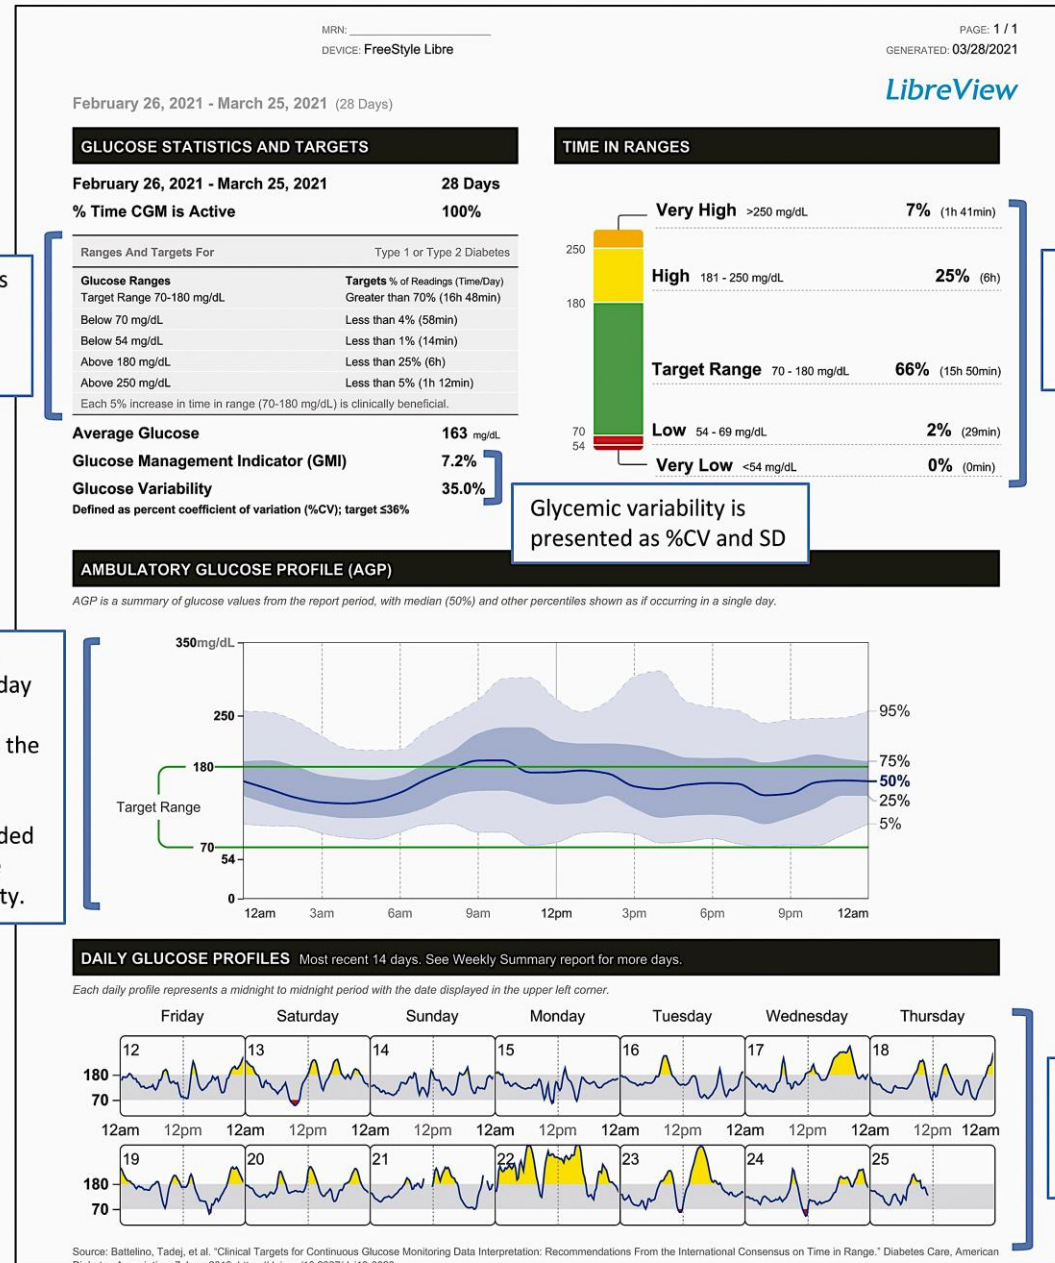 MRN:
PAGE: 1 / 1
DEVICE: FreeStyle Libre
GENERATED: 03/28/2021
LibreView
February 26, 2021 - March 25, 2021 (28 Days)
GLUCOSE STATISTICS AND TARGETS
February 26, 2021 - March 25, 2021 28 Days
% Time CGM is Active 100%
Ranges And Targets For Type 1 or Type 2 Diabetes
Glucose Ranges Targets % of Readings (Time/Day)
Target Range 70-180 mg/dL Greater than 70% (16h 48min)
Below 70 mg/dL Less than 4% (58min)
Below 54 mg/dL Less than 1% (14min)
Above 180 mg/dL Less than 25% (6h)
Above 250 mg/dL Less than 5% (1h 12min)
Each 5% increase in time in range (70-180 mg/dL) is clinically beneficial.
Average Glucose 163 mg/dL
Glucose Management Indicator (GMI) 7.2%
Glucose Variability 35.0%
Defined as percent coefficient of variation (%CV); target ≤36%
TIME IN RANGES
Very High >250 mg/dL 7% (1h 41min)
250
High 181 - 250 mg/dL 25% (6h)
180
Target Range 70 - 180 mg/dL 66% (15h 50min)
70
Low 54 - 69 mg/dL 2% (29min)
54
Very Low <54 mg/dL 0% (0min)
Glycemic variability is
presented as %CV and SD
AMBULATORY GLUCOSE PROFILE (AGP)
AGP is a summary of glucose values from the report period, with median (50%) and other percentiles shown as if occurring in a single day.
day
the
ty.
350mg/dL
250
180
Target Range
70
54
0
95%
75%
50%
25%
5%
12am 3am 6am 9am 12pm 3pm 6pm 9pm 12am
DAILY GLUCOSE PROFILES Most recent 14 days. See Weekly Summary report for more days.
Each daily profile represents a midnight to midnight period with the date displayed in the upper left corner.
Friday Saturday Sunday Monday Tuesday Wednesday Thursday
12 13 14 15 16 17 18
180
70
12am 12pm 12am 12pm 12am 12pm 12am 12pm 12am 12pm 12am 12pm 12am 12pm 12am
19 20 21 22 23 24 25
180
70
Source: Battelino, Tadej, et al. "Clinical Targets for Continuous Glucose Monitoring Data Interpretation: Recommendations From the International Consensus on Time in Range." Diabetes Care, American